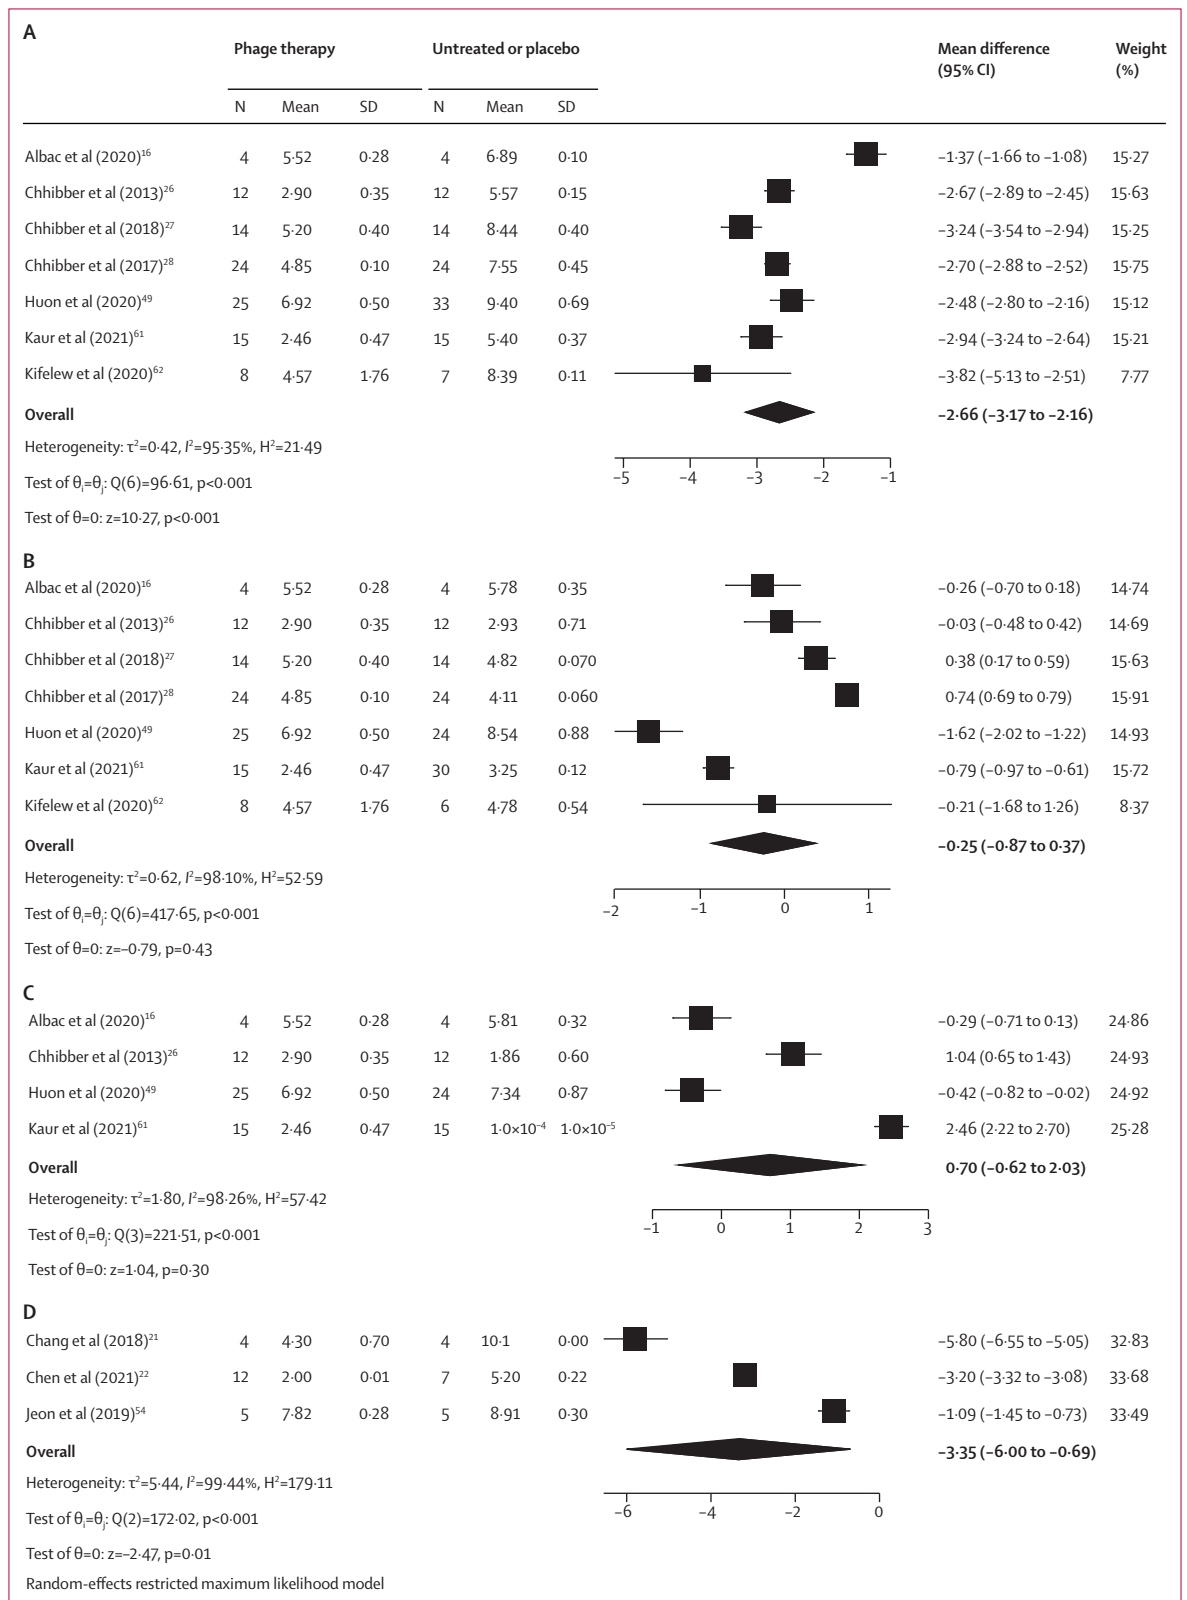 A
Phage therapy Untreated or placebo Mean difference (95% CI) Weight (%)
N Mean SD N Mean SD
Albac et al (2020)¹⁶ 4 5·52 0·28 4 6·89 0·10 –1·37 (–1·66 to –1·08) 15·27
Chhibber et al (2013)²⁶ 12 2·90 0·35 12 5·57 0·15 –2·67 (–2·89 to –2·45) 15·63
Chhibber et al (2018)²⁷ 14 5·20 0·40 14 8·44 0·40 –3·24 (–3·54 to –2·94) 15·25
Chhibber et al (2017)²⁸ 24 4·85 0·10 24 7·55 0·45 –2·70 (–2·88 to –2·52) 15·75
Huon et al (2020)⁴⁹ 25 6·92 0·50 33 9·40 0·69 –2·48 (–2·80 to –2·16) 15·12
Kaur et al (2021)⁶¹ 15 2·46 0·47 15 5·40 0·37 –2·94 (–3·24 to –2·64) 15·21
Kifelew et al (2020)⁶² 8 4·57 1·76 7 8·39 0·11 –3·82 (–5·13 to –2·51) 7·77
Overall –2·66 (–3·17 to –2·16)
Heterogeneity: τ²=0·42, I²=95·35%, H²=21·49
–5 –4 –3 –2 –1
Test of θᵢ=θⱼ: Q(6)=96·61, p<0·001
Test of θ=0: z=10·27, p<0·001
B
Albac et al (2020)¹⁶ 4 5·52 0·28 4 5·78 0·35 –0·26 (–0·70 to 0·18) 14·74
Chhibber et al (2013)²⁶ 12 2·90 0·35 12 2·93 0·71 –0·03 (–0·48 to 0·42) 14·69
Chhibber et al (2018)²⁷ 14 5·20 0·40 14 4·82 0·070 0·38 (0·17 to 0·59) 15·63
Chhibber et al (2017)²⁸ 24 4·85 0·10 24 4·11 0·060 0·74 (0·69 to 0·79) 15·91
Huon et al (2020)⁴⁹ 25 6·92 0·50 24 8·54 0·88 –1·62 (–2·02 to –1·22) 14·93
Kaur et al (2021)⁶¹ 15 2·46 0·47 30 3·25 0·12 –0·79 (–0·97 to –0·61) 15·72
Kifelew et al (2020)⁶² 8 4·57 1·76 6 4·78 0·54 –0·21 (–1·68 to 1·26) 8·37
Overall –0·25 (–0·87 to 0·37)
Heterogeneity: τ²=0·62, I²=98·10%, H²=52·59
–2 –1 0 1
Test of θᵢ=θⱼ: Q(6)=417·65, p<0·001
Test of θ=0: z=–0·79, p=0·43
C
Albac et al (2020)¹⁶ 4 5·52 0·28 4 5·81 0·32 –0·29 (–0·71 to 0·13) 24·86
Chhibber et al (2013)²⁶ 12 2·90 0·35 12 1·86 0·60 1·04 (0·65 to 1·43) 24·93
Huon et al (2020)⁴⁹ 25 6·92 0·50 24 7·34 0·87 –0·42 (–0·82 to –0·02) 24·92
Kaur et al (2021)⁶¹ 15 2·46 0·47 15 1·0×10⁻⁴ 1·0×10⁻⁵ 2·46 (2·22 to 2·70) 25·28
Overall 0·70 (–0·62 to 2·03)
Heterogeneity: τ²=1·80, I²=98·26%, H²=57·42
–1 0 1 2 3
Test of θᵢ=θⱼ: Q(3)=221·51, p<0·001
Test of θ=0: z=1·04, p=0·30
D
Chang et al (2018)²¹ 4 4·30 0·70 4 10·1 0·00 –5·80 (–6·55 to –5·05) 32·83
Chen et al (2021)²² 12 2·00 0·01 7 5·20 0·22 –3·20 (–3·32 to –3·08) 33·68
Jeon et al (2019)⁵⁴ 5 7·82 0·28 5 8·91 0·30 –1·09 (–1·45 to –0·73) 33·49
Overall –3·35 (–6·00 to –0·69)
Heterogeneity: τ²=5·44, I²=99·44%, H²=179·11
–6 –4 –2 0
Test of θᵢ=θⱼ: Q(2)=172·02, p<0·001
Test of θ=0: z=–2·47, p=0·01
Random-effects restricted maximum likelihood model